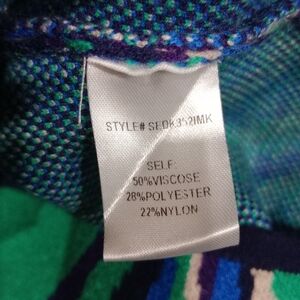 STYLE# SEDK352IMK
SELF:
50%VISCOSE
28%POLYESTER
22%NYLON